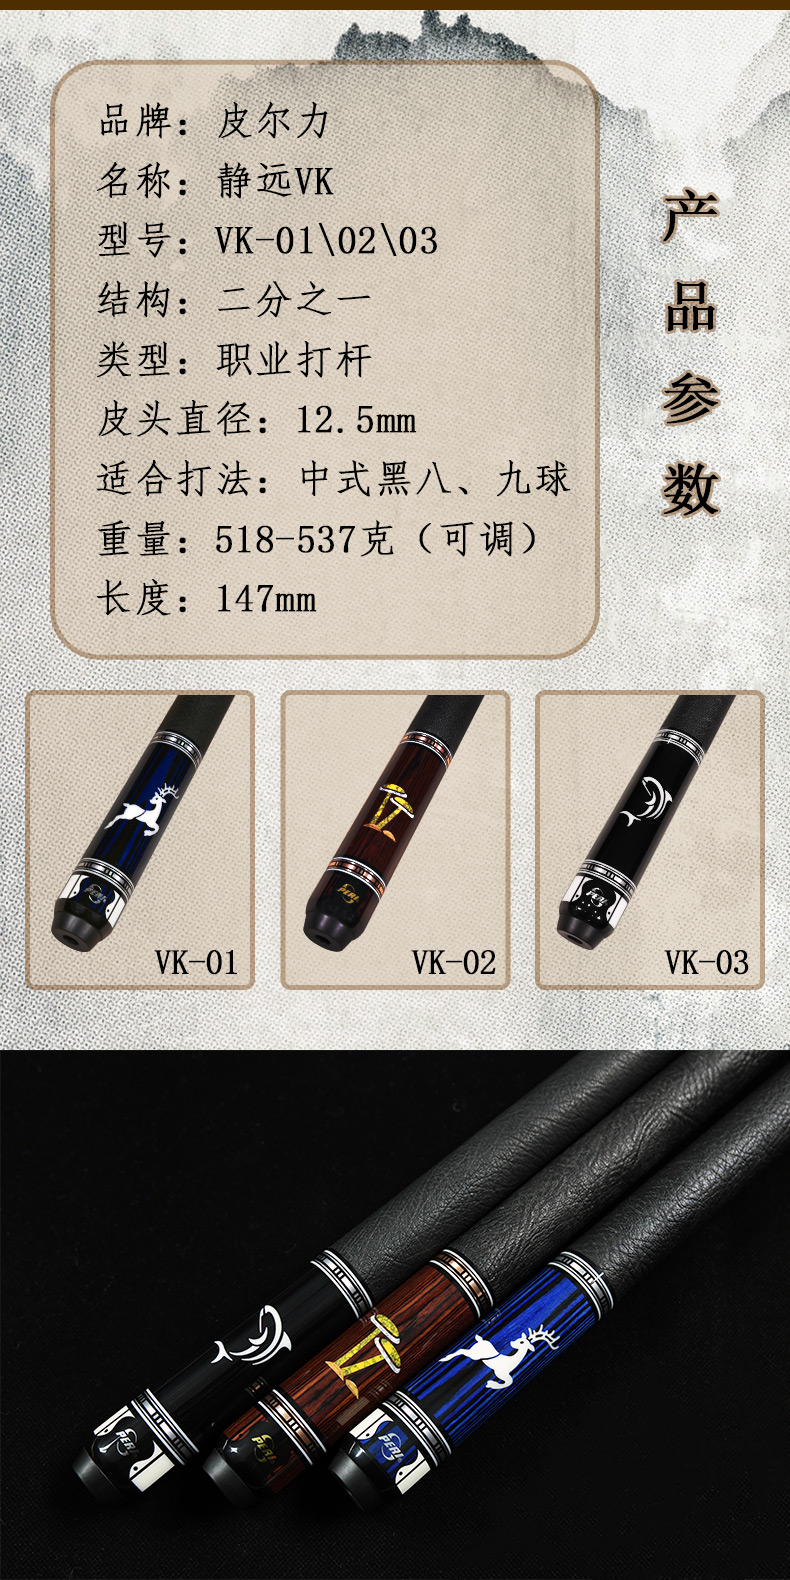 品牌：皮尔力
名称：静远VK
型号：VK-01\02\03
结构：二分之一
类型：职业打杆
皮头直径：12.5mm
适合打法：中式黑八、九球
重量：518-537克（可调）
长度：147mm
产品参数
VK-01
VK-02
VK-03